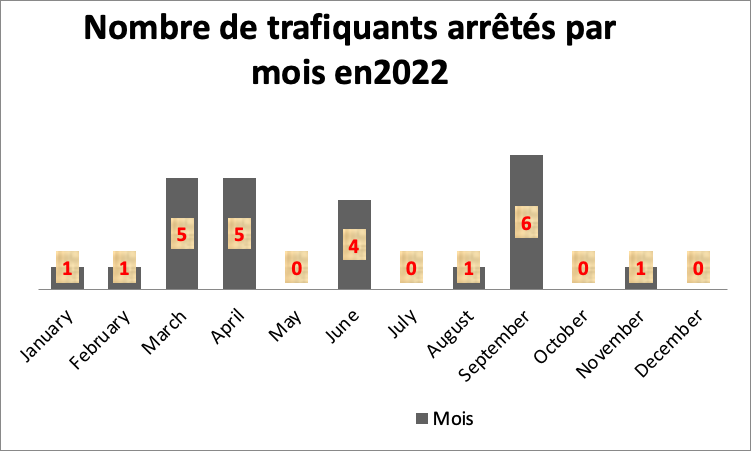 Nombre de trafiquants arrêtés par
mois en2022
1 1 5 5 0 4 0 1 6 0 1 0
January February March April May June July August September October November December
Mois